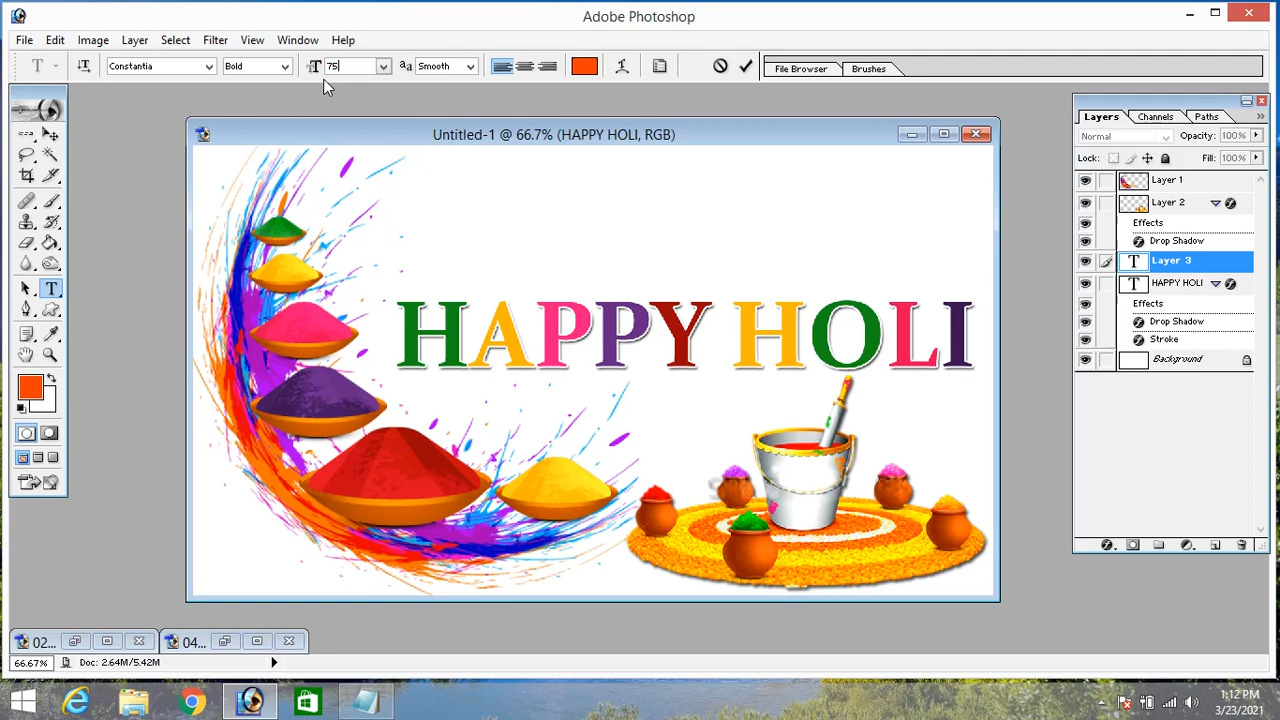 Adobe Photoshop
File Edit Image Layer Select Filter View Window Help
T Constantia Bold T 75 aa Smooth File Browser Brushes
Untitled-1 @ 66.7% (HAPPY HOLI, RGB)
Layers Channels Paths
Normal Opacity: 100%
Lock: Fill: 100%
Layer 1
Layer 2
Effects
Drop Shadow
T Layer 3
T HAPPY HOLI
Effects
Drop Shadow
Stroke
Background
HAPPY HOLI
02... 04...
66.67% Doc: 2.64M/5.42M
1:12 PM
3/23/2021